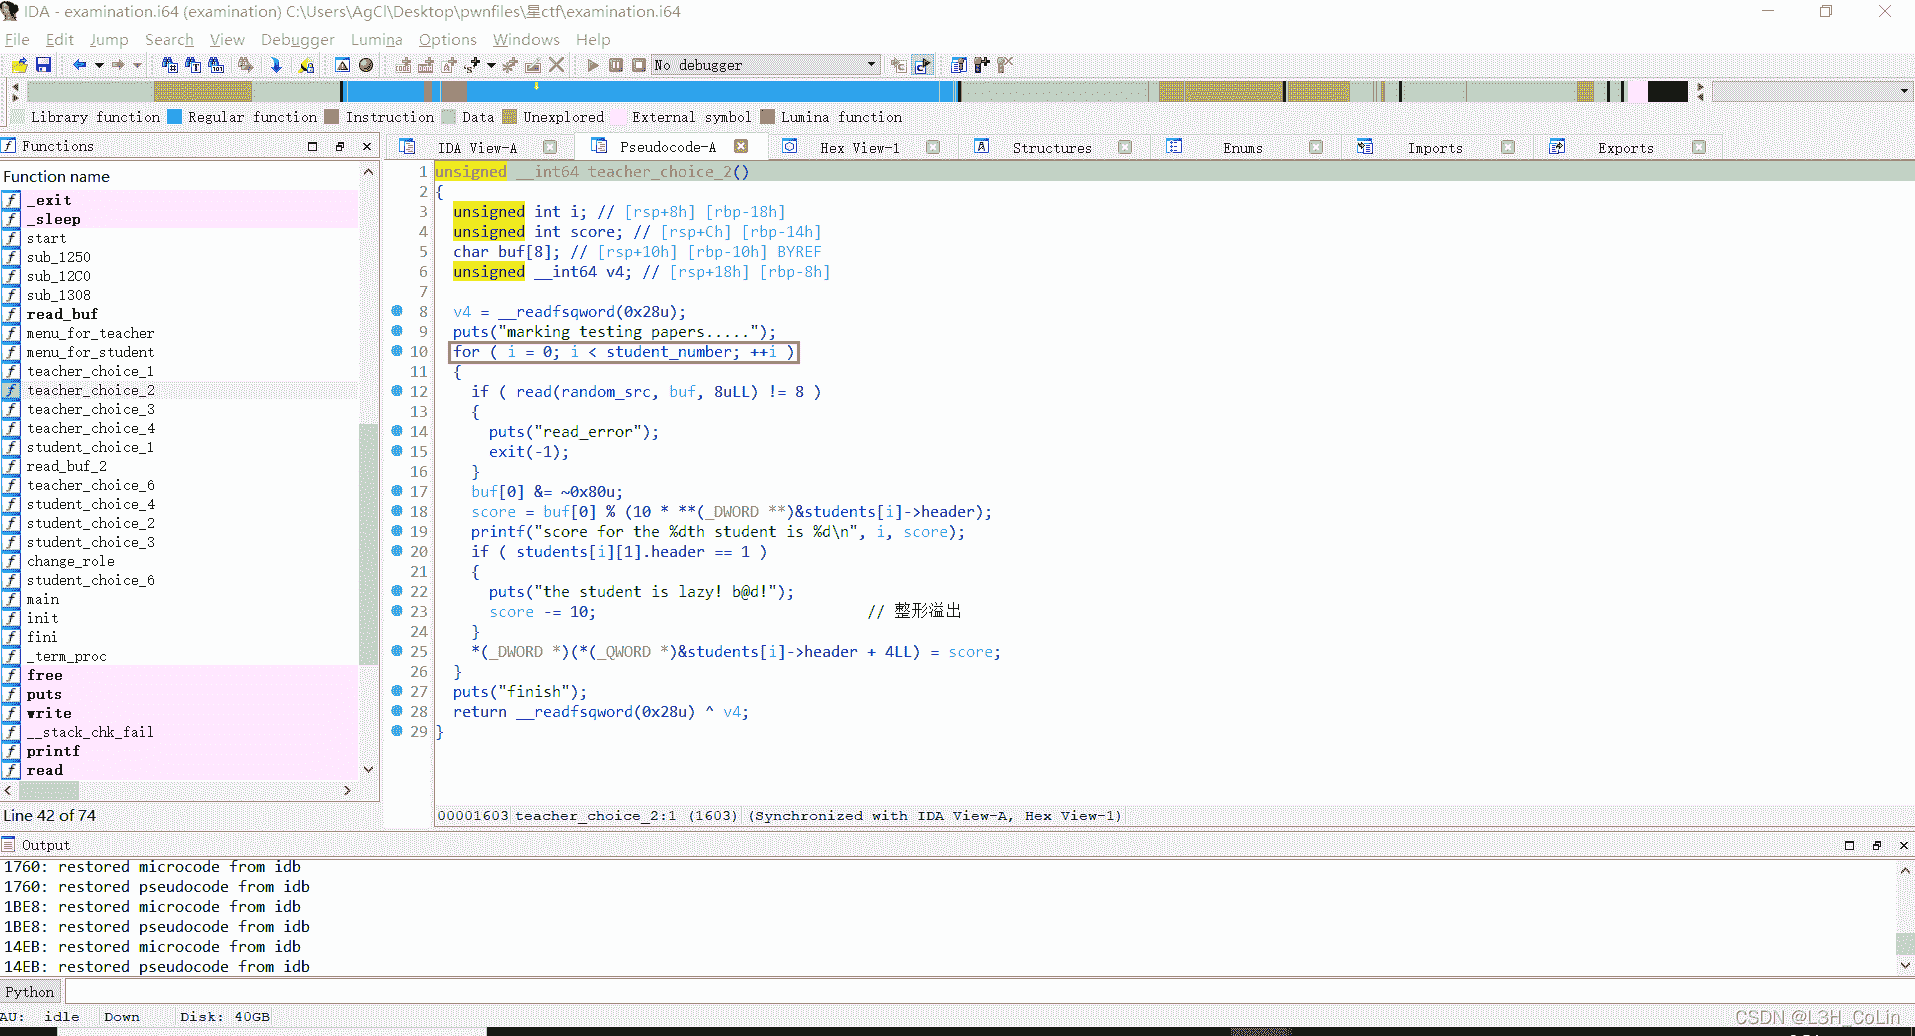 IDA - examination.i64 (examination) C:\Users\AgCl\Desktop\pwnfiles\星ctf\examination.i64
File Edit Jump Search View Debugger Lumina Options Windows Help
No debugger
Library function Regular function Instruction Data Unexplored External symbol Lumina function
Functions
IDA View-A Pseudocode-A Hex View-1 Structures Enums Imports Exports
Function name
_exit
_sleep
start
sub_1250
sub_12C0
sub_1308
read_buf
menu_for_teacher
menu_for_student
teacher_choice_1
teacher_choice_2
teacher_choice_3
teacher_choice_4
student_choice_1
read_buf_2
teacher_choice_6
student_choice_4
student_choice_2
student_choice_3
change_role
student_choice_6
main
init
fini
_term_proc
free
puts
write
__stack_chk_fail
printf
read
Line 42 of 74
1 unsigned __int64 teacher_choice_2()
2 {
3 unsigned int i; // [rsp+8h] [rbp-18h]
4 unsigned int score; // [rsp+Ch] [rbp-14h]
5 char buf[8]; // [rsp+10h] [rbp-10h] BYREF
6 unsigned __int64 v4; // [rsp+18h] [rbp-8h]
7
8 v4 = __readfsqword(0x28u);
9 puts("marking testing papers.....");
10 for ( i = 0; i < student_number; ++i )
11 {
12 if ( read(random_src, buf, 8uLL) != 8 )
13 {
14 puts("read_error");
15 exit(-1);
16 }
17 buf[0] &= ~0x80u;
18 score = buf[0] % (10 * **(_DWORD **)&students[i]->header);
19 printf("score for the %dth student is %d\n", i, score);
20 if ( students[i][1].header == 1 )
21 {
22 puts("the student is lazy! b@d!");
23 score -= 10; // 整形溢出
24 }
25 *(_DWORD *)(*(_QWORD *)&students[i]->header + 4LL) = score;
26 }
27 puts("finish");
28 return __readfsqword(0x28u) ^ v4;
29 }
00001603 teacher_choice_2:1 (1603) (Synchronized with IDA View-A, Hex View-1)
Output
1760: restored microcode from idb
1760: restored pseudocode from idb
1BE8: restored microcode from idb
1BE8: restored pseudocode from idb
14EB: restored microcode from idb
14EB: restored pseudocode from idb
Python
AU: idle Down Disk: 40GB
CSDN @L3H_CoLin